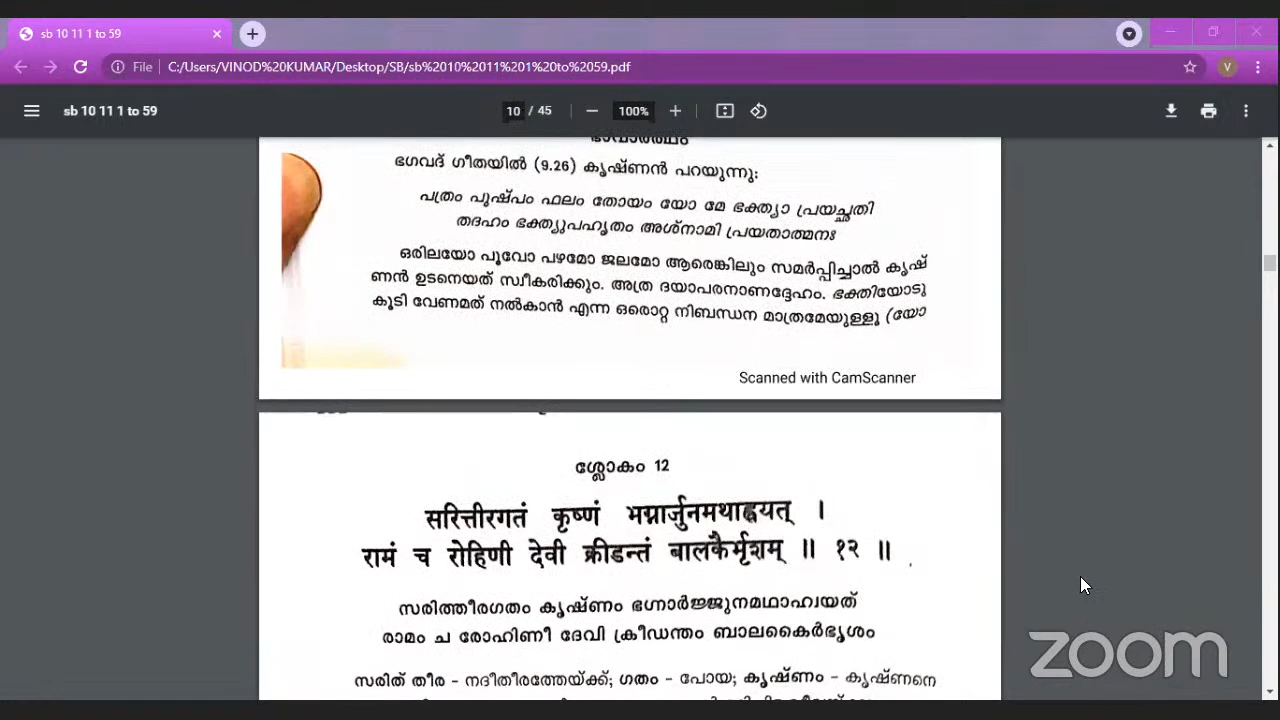 sb 10 11 1 to 59
File
C:/Users/VINOD%20KUMAR/Desktop/SB/sb%2010%2011%201%20to%2059.pdf
V
sb 10 11 1 to 59
10 / 45
100%
ഭാവാർത്ഥം
ഭഗവദ് ഗീതയിൽ (9.26) കൃഷ്ണൻ പറയുന്നു:
പത്രം പുഷ്പം ഫലം തോയം യോ മേ ഭക്ത്യാ പ്രയച്ഛതി
തദഹം ഭക്ത്യുപഹൃതം അശ്നാമി പ്രയതാത്മനഃ
ഒരിലയോ പൂവോ പഴമോ ജലമോ ആരെങ്കിലും സമർപ്പിച്ചാൽ കൃഷ്
ണൻ ഉടനെയത് സ്വീകരിക്കും. അത്ര ദയാപരനാണദ്ദേഹം. ഭക്തിയോടു
കൂടി വേണമത് നൽകാൻ എന്ന ഒരൊറ്റ നിബന്ധന മാത്രമേയുള്ളൂ (യോ
Scanned with CamScanner
ശ്ലോകം 12
सरित्तीरगतं कृष्णं भग्नार्जुनमथाह्वयत् ।
रामं च रोहिणी देवी क्रीडन्तं बालकैर्भृशम् ॥ १२ ॥
സരിത്തീരഗതം കൃഷ്ണം ഭഗ്നാർജ്ജുനമഥാഹ്വയത്
രാമം ച രോഹിണീ ദേവി ക്രീഡന്തം ബാലകൈർഭൃശം
സരിത് തീര - നദീതീരത്തേയ്ക്ക്; ഗതം - പോയ; കൃഷ്ണം - കൃഷ്ണനെ
zoom